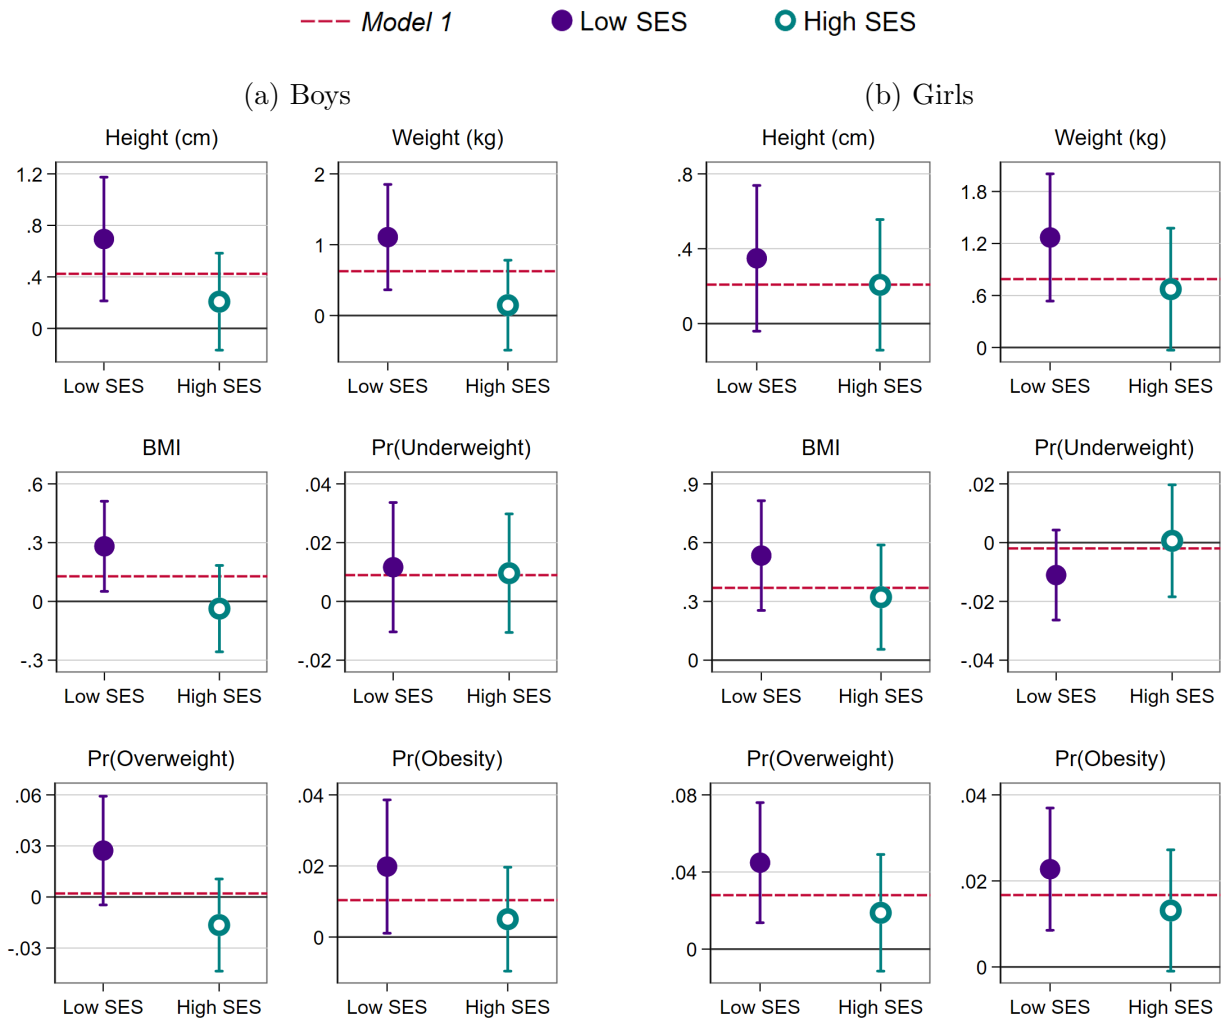 Model 1 Low SES High SES
(a) Boys (b) Girls
Height (cm) Weight (kg) Height (cm) Weight (kg)
1.2 2 .8 1.8
.8 1 .4 1.2
.4 0 0 .6
0 0
Low SES High SES Low SES High SES Low SES High SES Low SES High SES
BMI Pr(Underweight) BMI Pr(Underweight)
.6 .04 .9 .02
.3 .02 .6 0
0 0 .3 -.02
-.3 -.02 0 -.04
Low SES High SES Low SES High SES Low SES High SES Low SES High SES
Pr(Overweight) Pr(Obesity) Pr(Overweight) Pr(Obesity)
.06 .04 .08 .04
.03 .02 .04 .02
0 0 0 0
-.03
Low SES High SES Low SES High SES Low SES High SES Low SES High SES